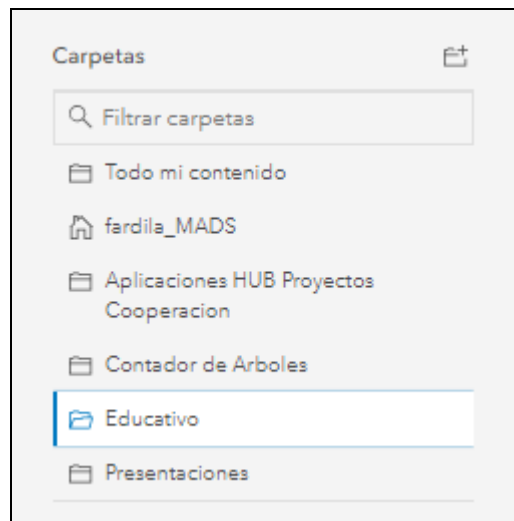 Carpetas
Filtrar carpetas
Todo mi contenido
fardila_MADS
Aplicaciones HUB Proyectos
Cooperacion
Contador de Arboles
Educativo
Presentaciones